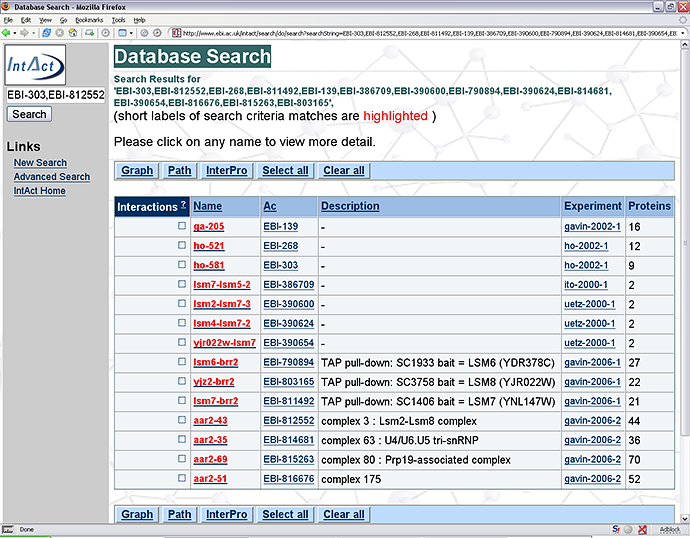 Database Search - Mozilla Firefox
File Edit View Go Bookmarks Tools Help
http://www.ebi.ac.uk/intact/search/do/search?searchString=EBI-303,EBI-812552,EBI-268,EBI-811492,EBI-139,EBI-386709,EBI-390600,EBI-790894,EBI-390624,EBI-814681,EBI-390654,EBI-
IntAct
EBI-303,EBI-812552
Search
Links
New Search
Advanced Search
IntAct Home
Database Search
Search Results for
'EBI-303,EBI-812552,EBI-268,EBI-811492,EBI-139,EBI-386709,EBI-390600,EBI-790894,EBI-390624,EBI-814681,
EBI-390654,EBI-816676,EBI-815263,EBI-803165',
(short labels of search criteria matches are highlighted )
Please click on any name to view more detail.
Graph Path InterPro Select all Clear all
Interactions ? Name Ac Description Experiment Proteins
ga-205 EBI-139 - gavin-2002-1 16
ho-521 EBI-268 - ho-2002-1 12
ho-581 EBI-303 - ho-2002-1 9
lsm7-lsm5-2 EBI-386709 - ito-2000-1 2
lsm2-lsm7-3 EBI-390600 - uetz-2000-1 2
lsm4-lsm7-2 EBI-390624 - uetz-2000-1 2
yjr022w-lsm7 EBI-390654 - uetz-2000-1 2
lsm6-brr2 EBI-790894 TAP pull-down: SC1933 bait = LSM6 (YDR378C) gavin-2006-1 27
yjz2-brr2 EBI-803165 TAP pull-down: SC3758 bait = LSM8 (YJR022W) gavin-2006-1 22
lsm7-brr2 EBI-811492 TAP pull-down: SC1406 bait = LSM7 (YNL147W) gavin-2006-1 21
aar2-43 EBI-812552 complex 3 : Lsm2-Lsm8 complex gavin-2006-2 44
aar2-35 EBI-814681 complex 63 : U4/U6.U5 tri-snRNP gavin-2006-2 36
aar2-69 EBI-815263 complex 80 : Prp19-associated complex gavin-2006-2 70
aar2-51 EBI-816676 complex 175 gavin-2006-2 52
Graph Path InterPro Select all Clear all
Done
Adblock